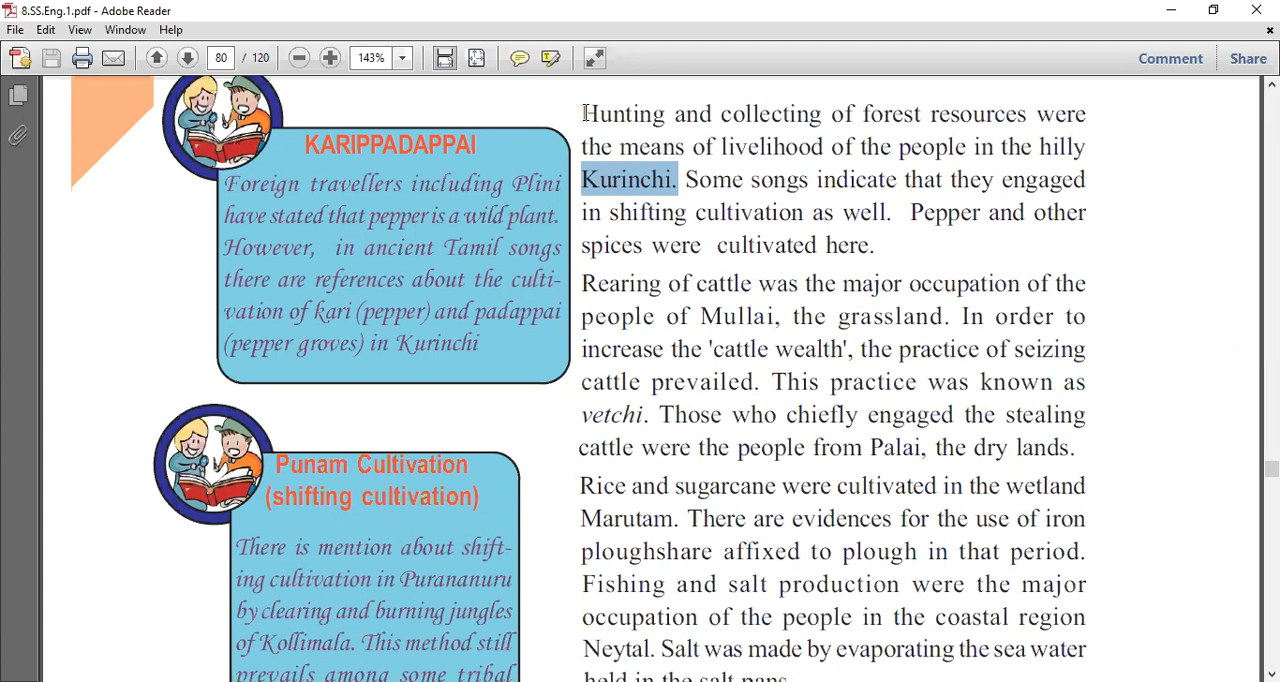 8.SS.Eng.1.pdf - Adobe Reader
File Edit View Window Help
80 / 120 143% Comment Share
KARIPPADAPPAI
Foreign travellers including Plini
have stated that pepper is a wild plant.
However, in ancient Tamil songs
there are references about the culti-
vation of kari (pepper) and padappai
(pepper groves) in Kurinchi
Punam Cultivation
(shifting cultivation)
There is mention about shift-
ing cultivation in Purananuru
by clearing and burning jungles
of Kollimala. This method still
prevails among some tribal
Hunting and collecting of forest resources were
the means of livelihood of the people in the hilly
Kurinchi. Some songs indicate that they engaged
in shifting cultivation as well. Pepper and other
spices were cultivated here.
Rearing of cattle was the major occupation of the
people of Mullai, the grassland. In order to
increase the 'cattle wealth', the practice of seizing
cattle prevailed. This practice was known as
vetchi. Those who chiefly engaged the stealing
cattle were the people from Palai, the dry lands.
Rice and sugarcane were cultivated in the wetland
Marutam. There are evidences for the use of iron
ploughshare affixed to plough in that period.
Fishing and salt production were the major
occupation of the people in the coastal region
Neytal. Salt was made by evaporating the sea water
held in the salt pans.